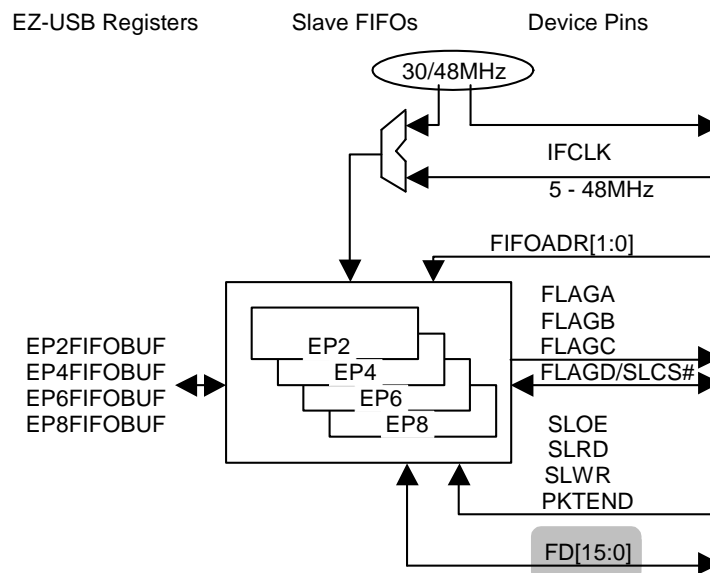 EZ-USB Registers
Slave FIFOs
Device Pins
30/48MHz
IFCLK
5 - 48MHz
FIFOADR[1:0]
FLAGA
FLAGB
FLAGC
FLAGD/SLCS#
EP2FIFOBUF
EP4FIFOBUF
EP6FIFOBUF
EP8FIFOBUF
EP2
EP4
EP6
EP8
SLOE
SLRD
SLWR
PKTEND
FD[15:0]